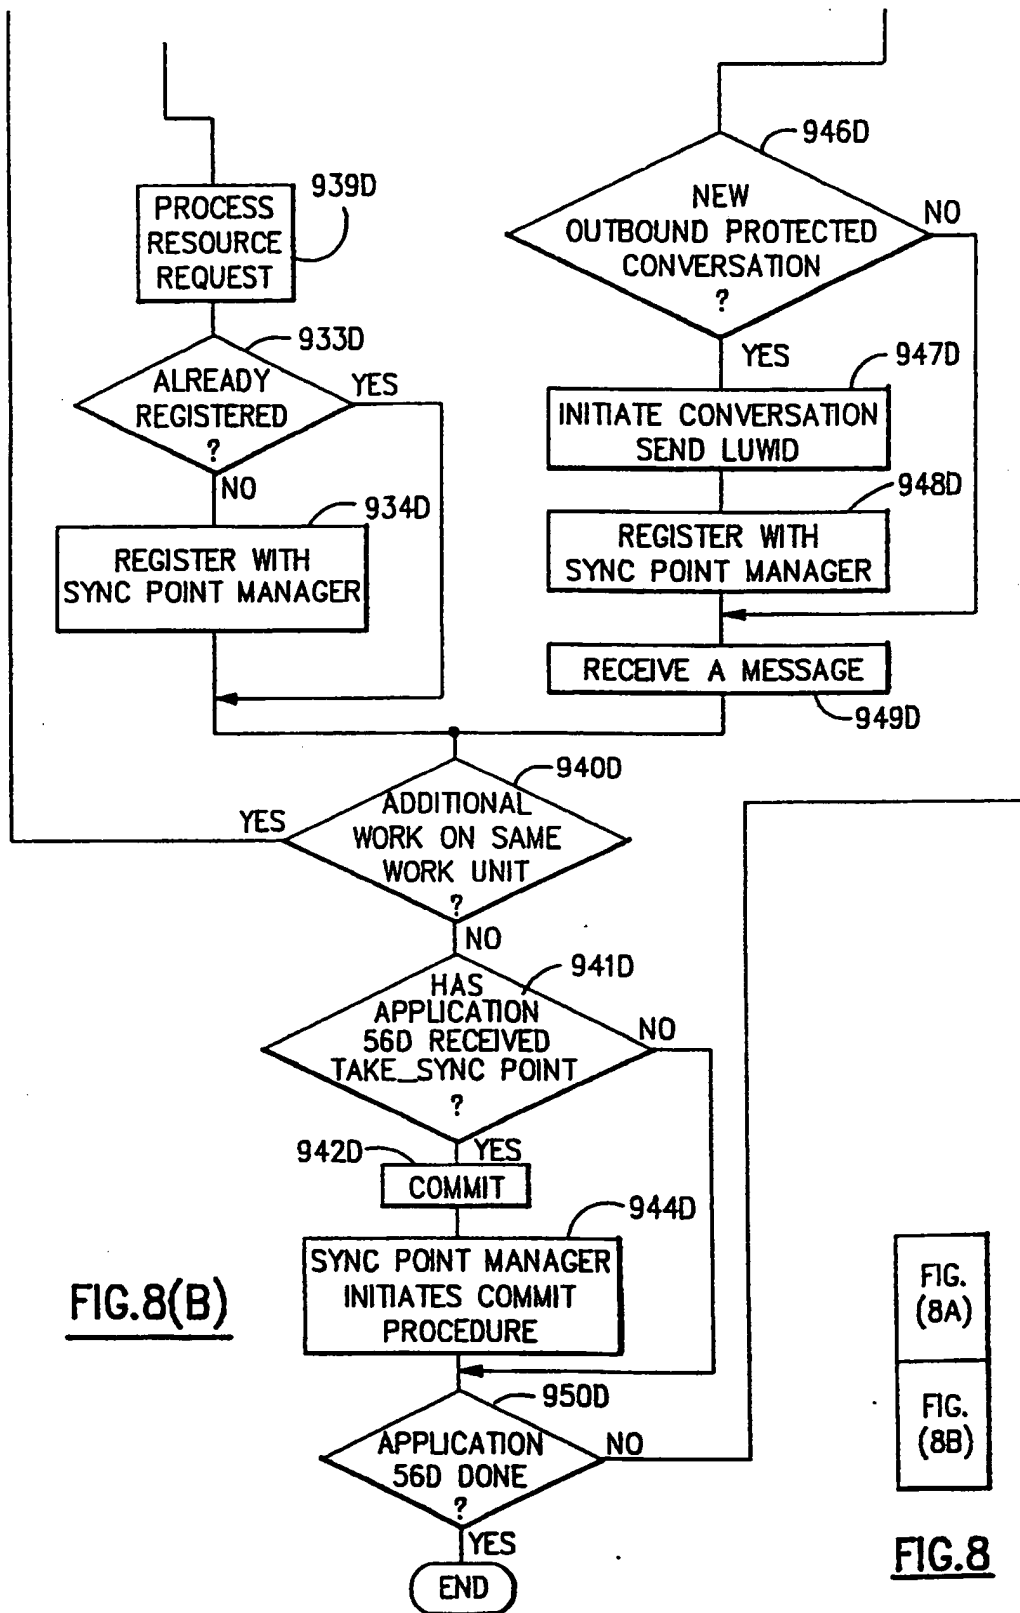 939D
PROCESS
RESOURCE
REQUEST
933D
ALREADY
REGISTERED
?
YES
NO
934D
REGISTER WITH
SYNC POINT MANAGER
946D
NEW
OUTBOUND PROTECTED
CONVERSATION
?
NO
YES
947D
INITIATE CONVERSATION
SEND LUWID
948D
REGISTER WITH
SYNC POINT MANAGER
RECEIVE A MESSAGE
949D
940D
ADDITIONAL
WORK ON SAME
WORK UNIT
?
YES
NO
941D
HAS
APPLICATION
56D RECEIVED
TAKE_SYNC POINT
?
NO
YES
942D
COMMIT
944D
SYNC POINT MANAGER
INITIATES COMMIT
PROCEDURE
950D
APPLICATION
56D DONE
?
NO
YES
END
FIG.8(B)
FIG.
(8A)
FIG.
(8B)
FIG.8